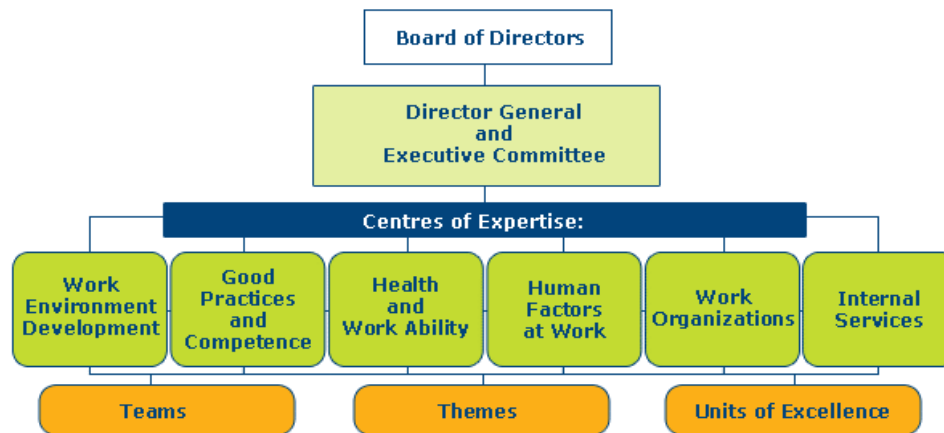 Board of Directors
Director General
and
Executive Committee
Centres of Expertise:
Work
Environment
Development
Good
Practices
and
Competence
Health
and
Work Ability
Human
Factors
at Work
Work
Organizations
Internal
Services
Teams
Themes
Units of Excellence